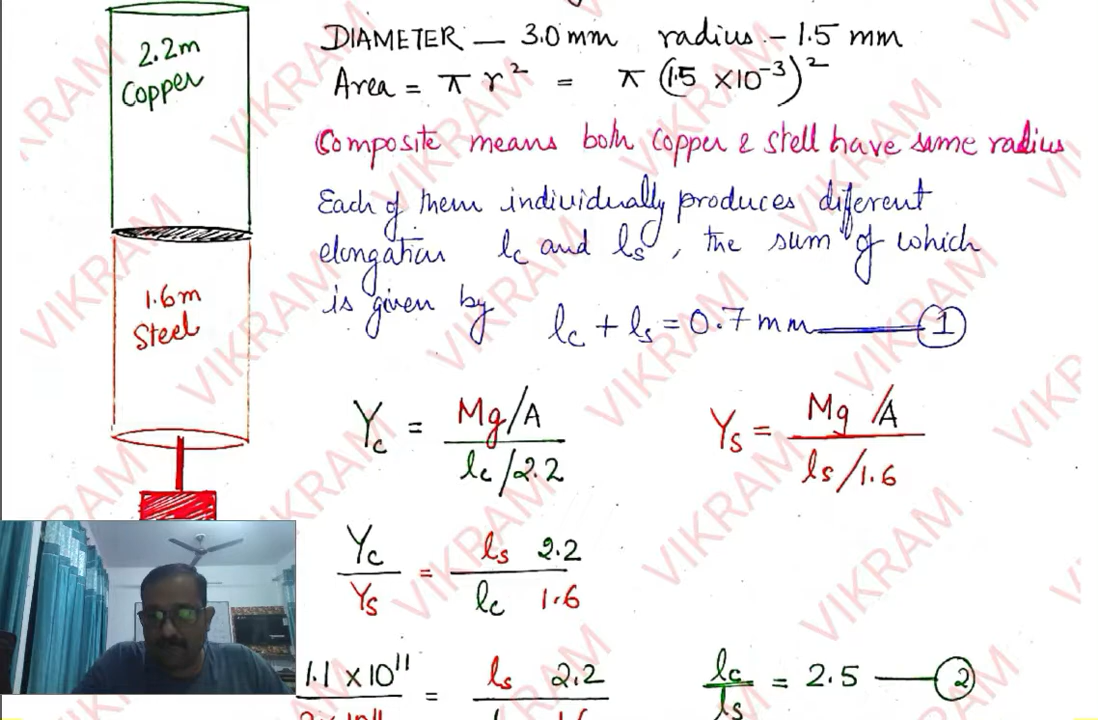 2.2m
Copper
DIAMETER — 3.0 mm radius - 1.5 mm
Area = π r² = π (1.5 ×10⁻³)²
Composite means both copper & stell have same radius
Each of them individually produces diferent
elongation lc and ls, the sum of which
is given by lc + ls = 0.7 mm — 1
1.6m
Steel
Yc = Mg/A / lc/2.2 Ys = Mg/A / ls/1.6
Yc/Ys = ls 2.2 / lc 1.6
1.1 ×10¹¹ = ls 2.2 lc/ls = 2.5 — 2
VIKRAM